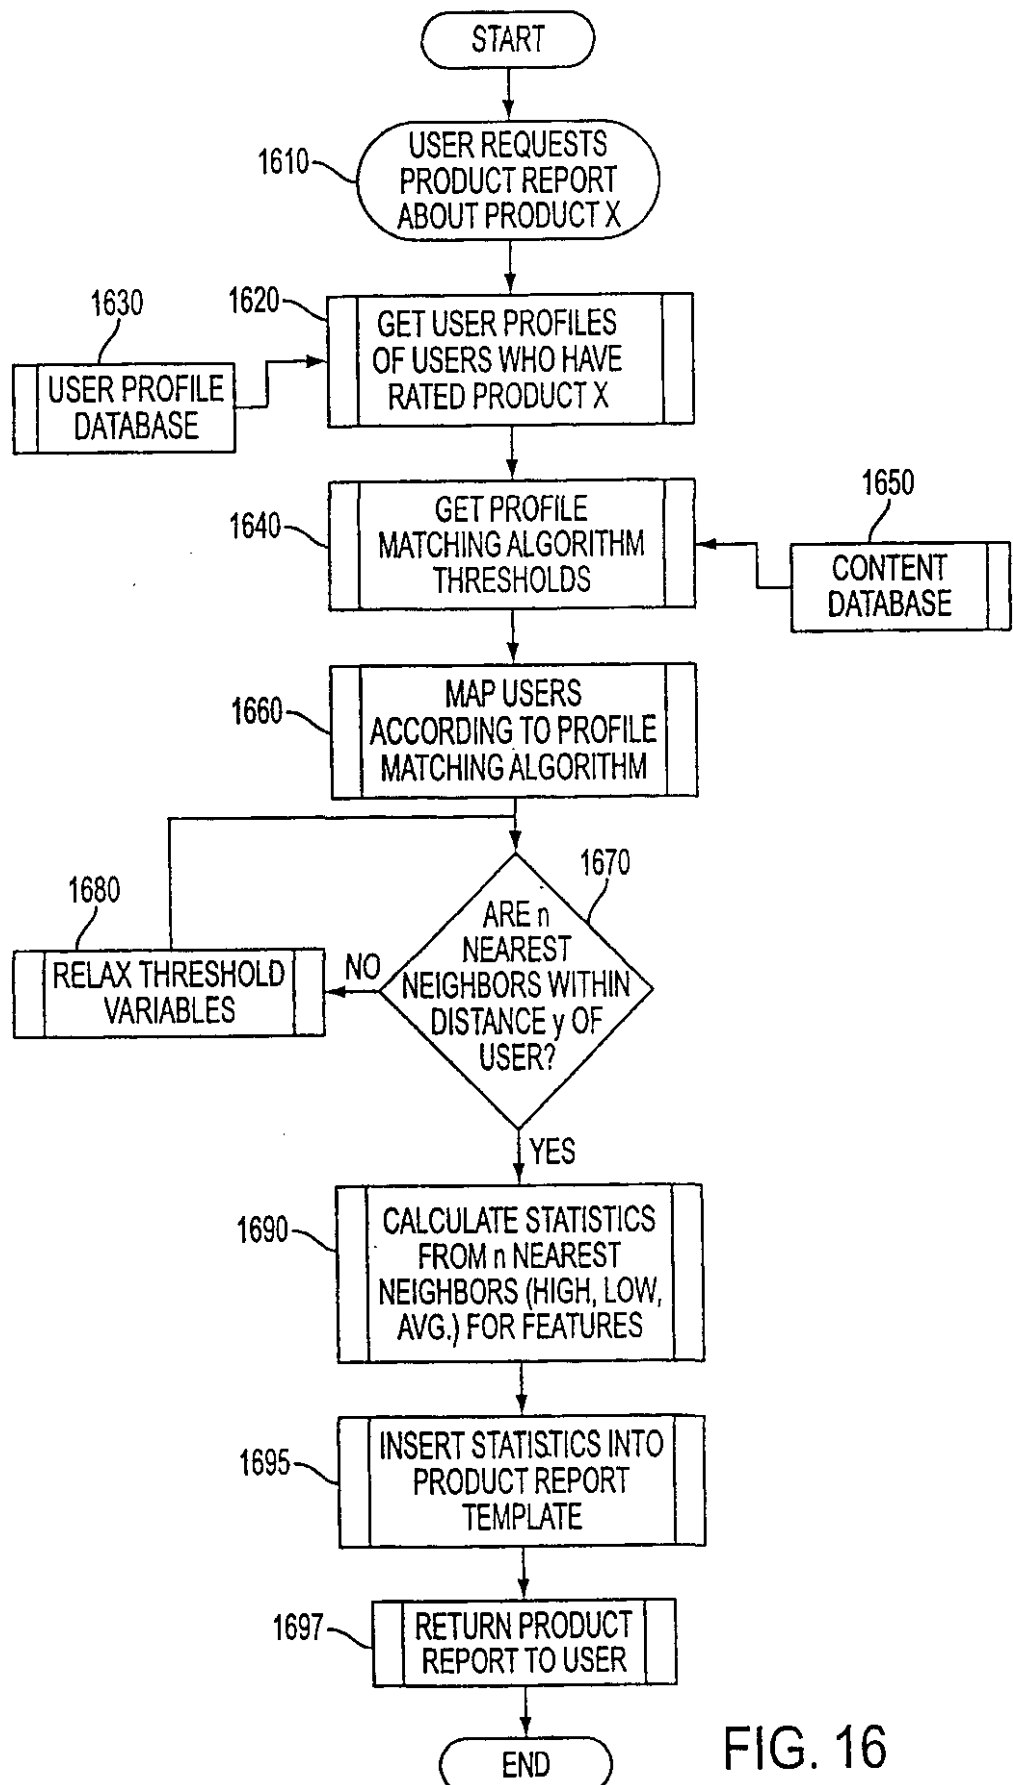 START
1610
USER REQUESTS
PRODUCT REPORT
ABOUT PRODUCT X
1630
USER PROFILE
DATABASE
1620
GET USER PROFILES
OF USERS WHO HAVE
RATED PRODUCT X
1640
GET PROFILE
MATCHING ALGORITHM
THRESHOLDS
1650
CONTENT
DATABASE
1660
MAP USERS
ACCORDING TO PROFILE
MATCHING ALGORITHM
1670
ARE n
NEAREST
NEIGHBORS WITHIN
DISTANCE y OF
USER?
NO
1680
RELAX THRESHOLD
VARIABLES
YES
1690
CALCULATE STATISTICS
FROM n NEAREST
NEIGHBORS (HIGH, LOW,
AVG.) FOR FEATURES
1695
INSERT STATISTICS INTO
PRODUCT REPORT
TEMPLATE
1697
RETURN PRODUCT
REPORT TO USER
END
FIG. 16